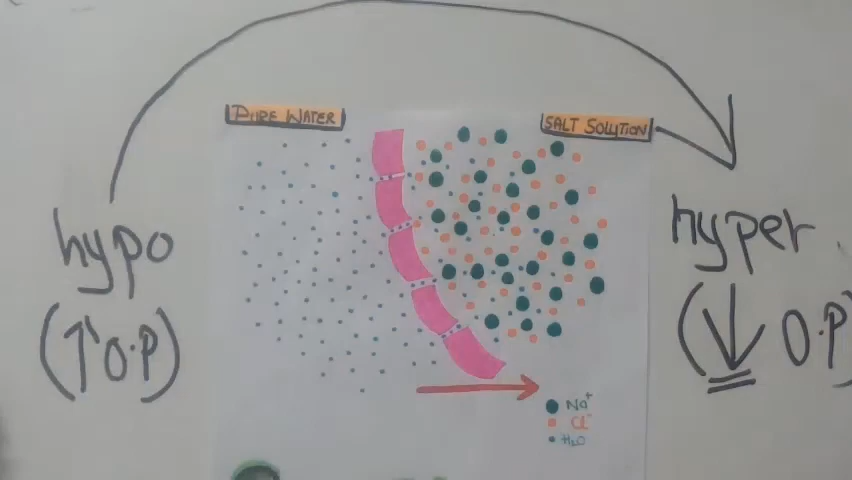 PURE WATER
SALT SOLUTION
hypo
(↑O.P)
hyper
(↓ O.P)
Na⁺
Cl⁻
H₂O